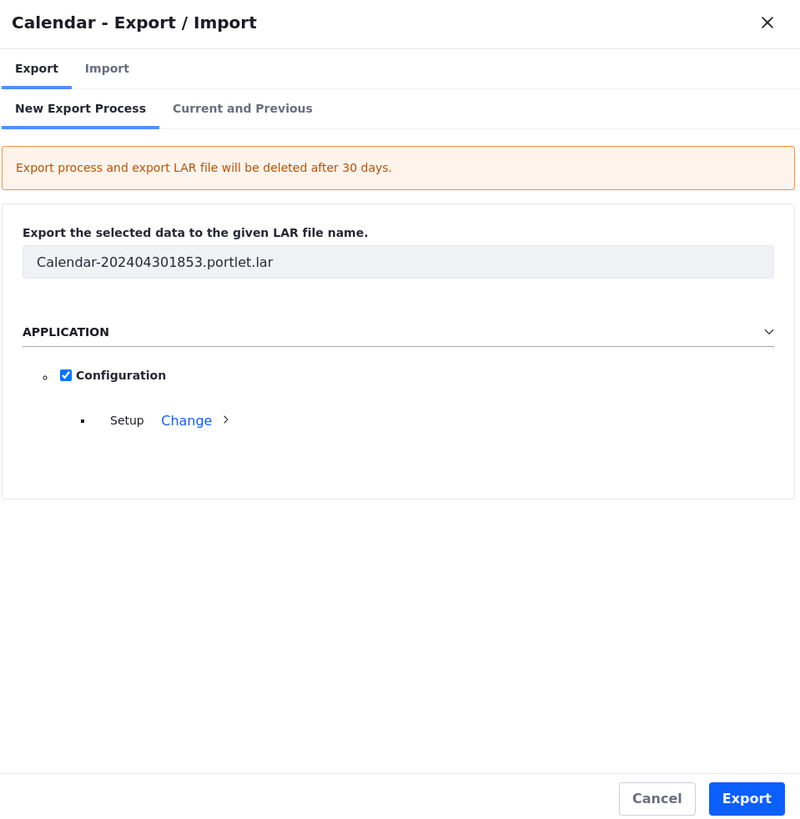 Calendar - Export / Import
Export Import
New Export Process Current and Previous
Export process and export LAR file will be deleted after 30 days.
Export the selected data to the given LAR file name.
Calendar-202404301853.portlet.lar
APPLICATION
Configuration
Setup Change
Cancel Export